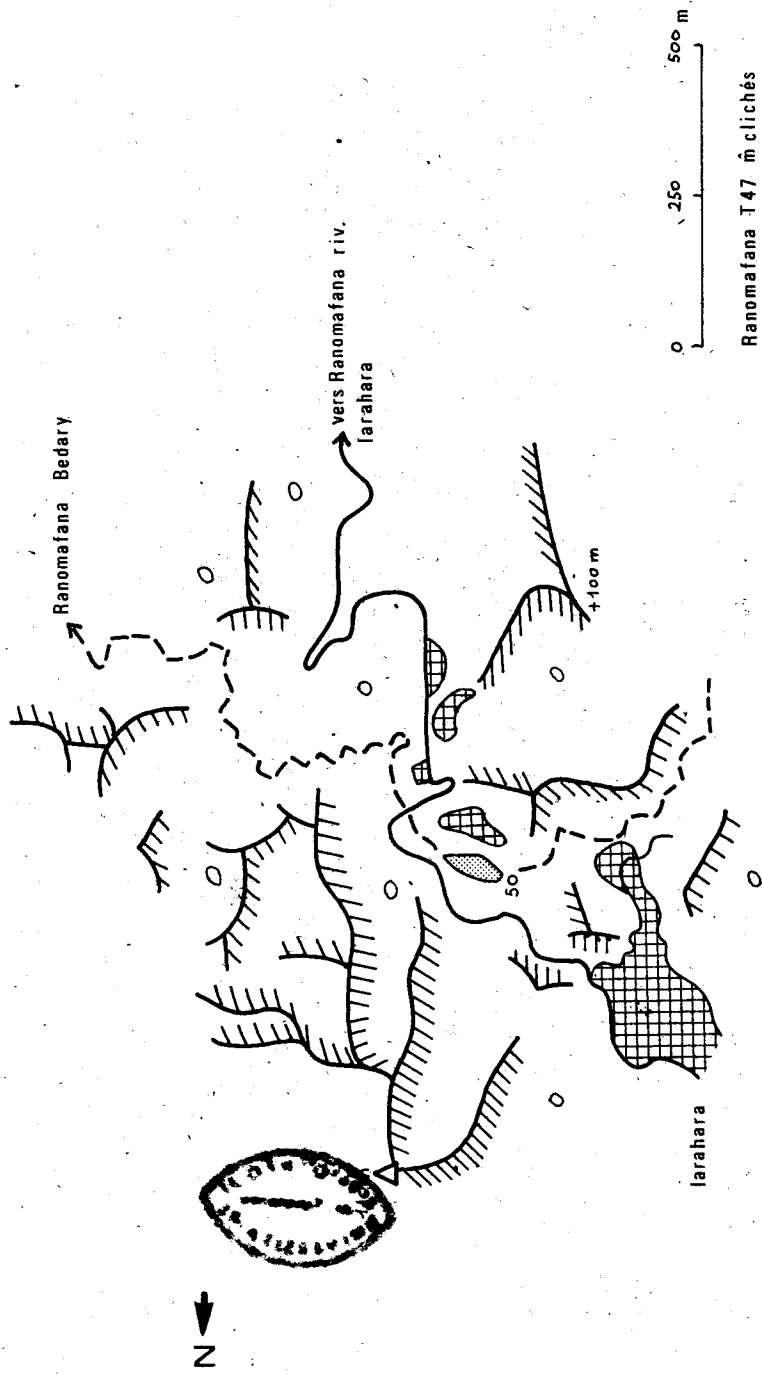 Ranomafana Bedary
vers Ranomafana riv.
Iarahara
+100 m
50
Iarahara
N
0 250 500 m
Ranomafana T47 m̂ clichés